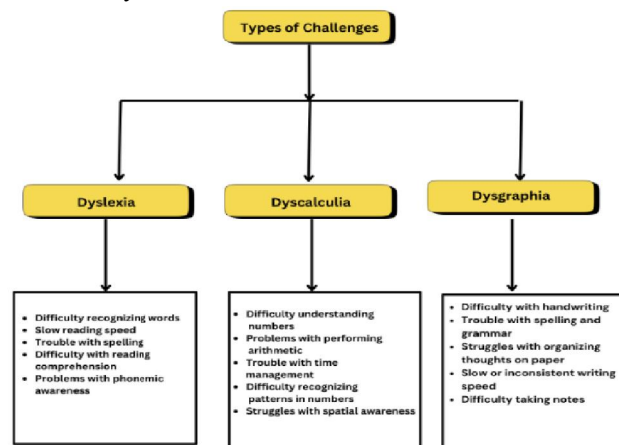 Types of Challenges
Dyslexia
Dyscalculia
Dysgraphia
• Difficulty recognizing words
• Slow reading speed
• Trouble with spelling
• Difficulty with reading
comprehension
• Problems with phonemic
awareness
• Difficulty understanding
numbers
• Problems with performing
arithmetic
• Trouble with time
management
• Difficulty recognizing
patterns in numbers
• Struggles with spatial awareness
• Difficulty with handwriting
• Trouble with spelling and
grammar
• Struggles with organizing
thoughts on paper
• Slow or inconsistent writing
speed
• Difficulty taking notes